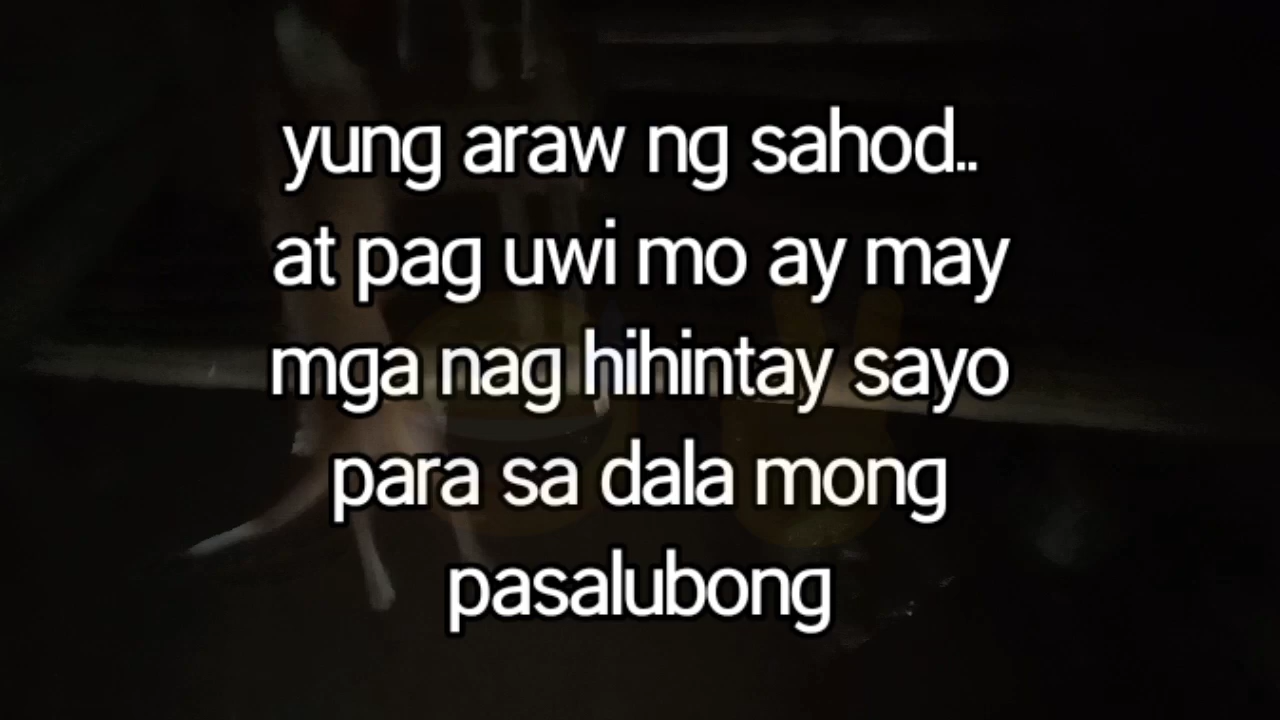 yung araw ng sahod..
at pag uwi mo ay may
mga nag hihintay sayo
para sa dala mong
pasalubong